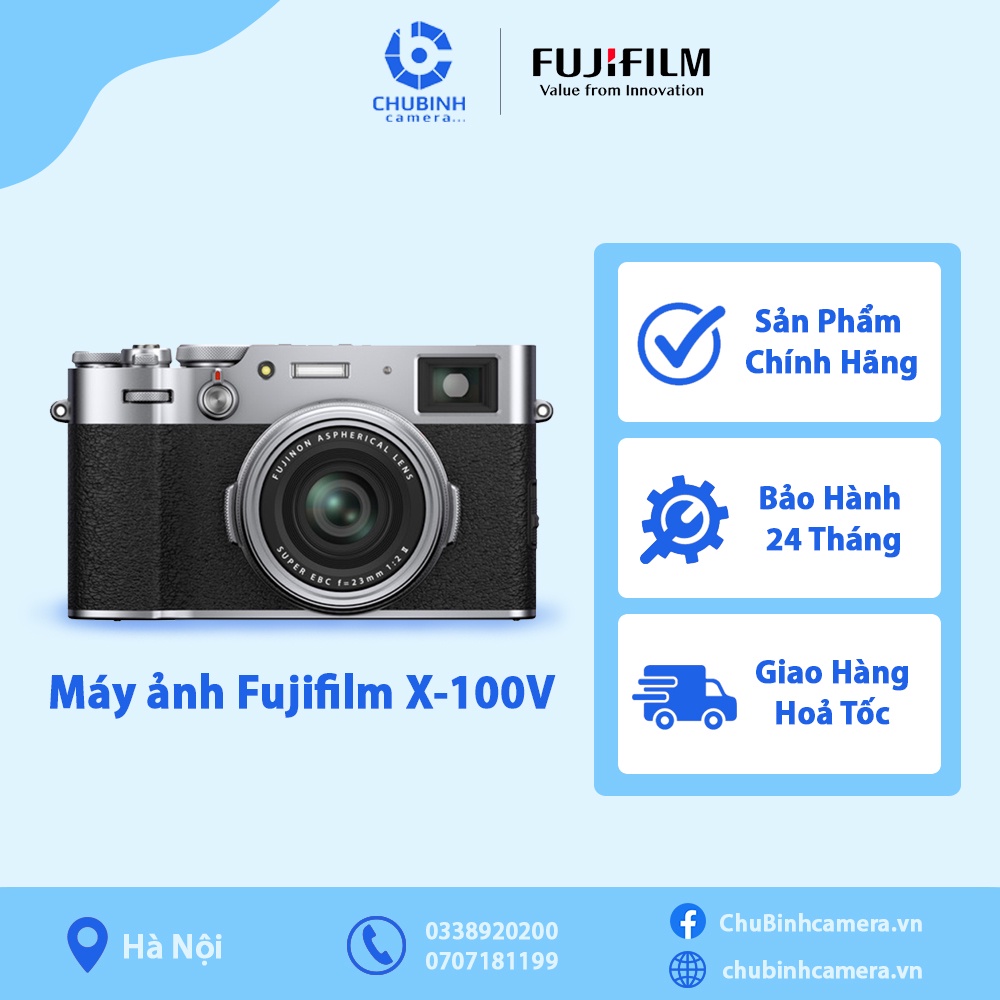 CHUBINH
camera...
FUJIFILM
Value from Innovation
FUJINON ASPHERICAL LENS
SUPER EBC f=23mm 1:2 II
Máy ảnh Fujifilm X-100V
Sản Phẩm
Chính Hãng
Bảo Hành
24 Tháng
Giao Hàng
Hoả Tốc
Hà Nội
0338920200
0707181199
ChuBinhcamera.vn
chubinhcamera.vn